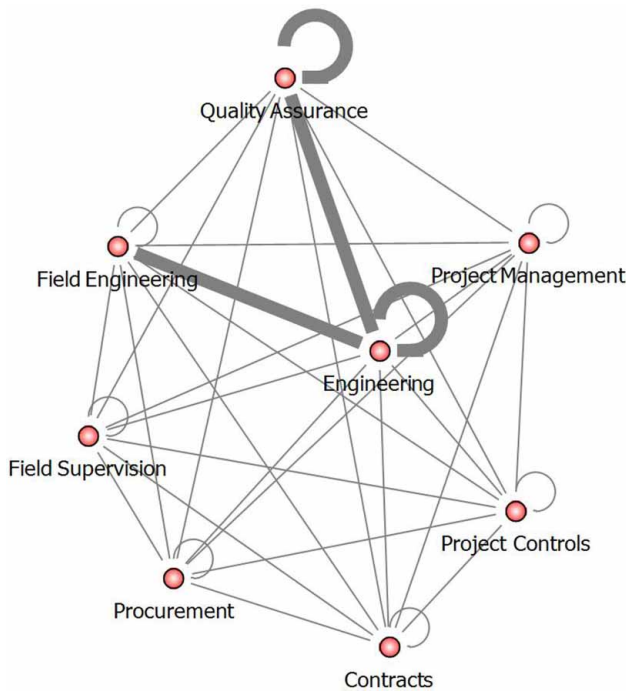 Quality Assurance
Field Engineering
Project Management
Engineering
Field Supervision
Project Controls
Procurement
Contracts